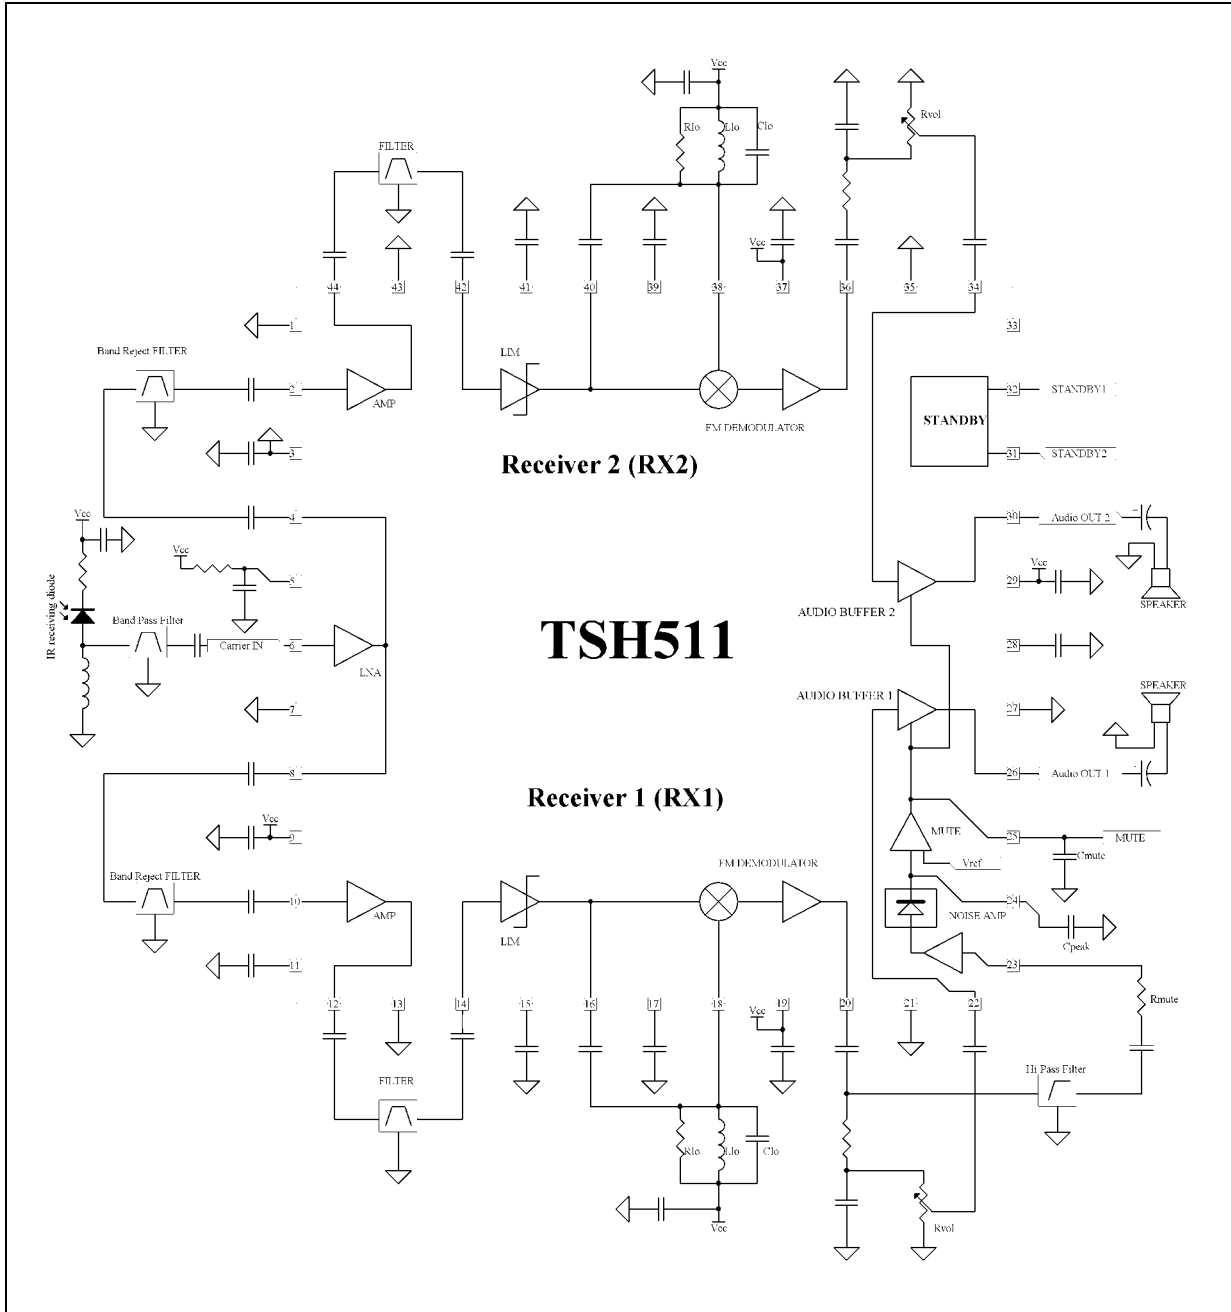 Vcc
Rlo
Llo
Clo
Rvol
FILTER
Vcc
44
43
42
41
40
39
38
37
36
35
34
1
33
Band Reject FILTER
LIM
2
AMP
32
STANDBY1
FM DEMODULATOR
STANDBY
3
Receiver 2 (RX2)
31
STANDBY2
4
30
Audio OUT 2
Vcc
Vcc
5
29
Vcc
AUDIO BUFFER 2
SPEAKER
IR receiving diode
Band Pass Filter
Carrier IN
6
LNA
TSH511
28
7
AUDIO BUFFER 1
27
SPEAKER
8
26
Audio OUT 1
Receiver 1 (RX1)
Vcc
9
MUTE
25
MUTE
Cmute
Vref
Band Reject FILTER
FM DEMODULATOR
10
AMP
LIM
NOISE AMP
24
Cpeak
11
23
12
13
14
15
16
17
18
19
20
21
22
Vcc
Rmute
FILTER
Hi Pass Filter
Rlo
Llo
Clo
Vcc
Rvol